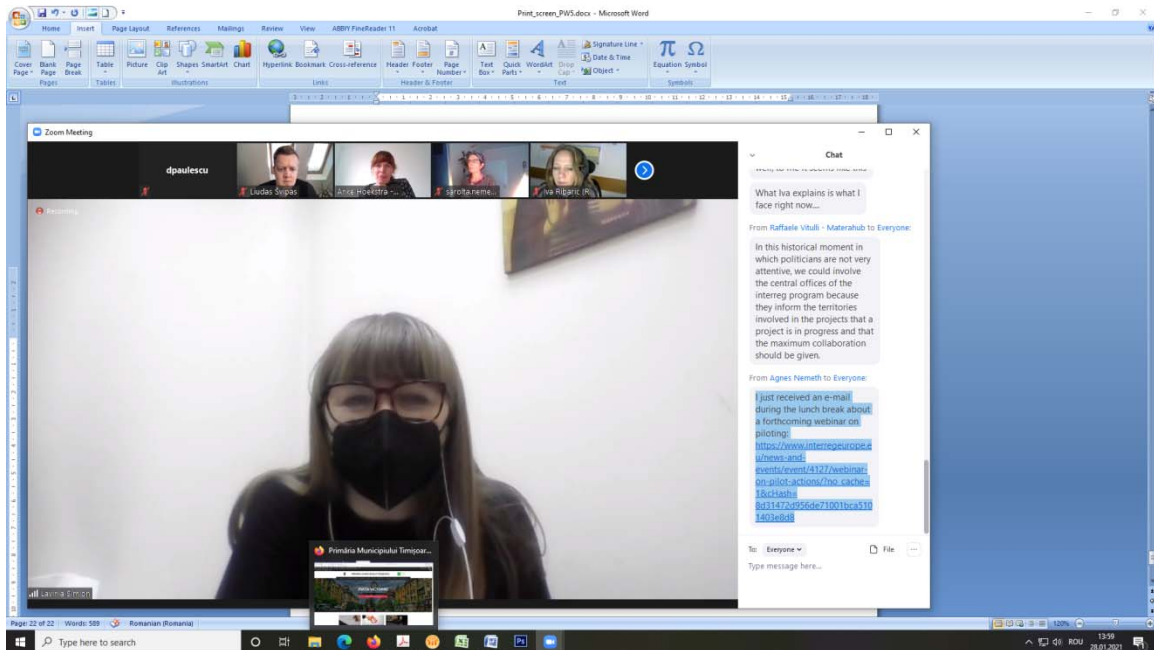 Print_screen_PW5.docx - Microsoft Word
Home Insert Page Layout References Mailings Review View ABBYY FineReader 11 Acrobat
Cover Page Blank Page Page Break Table Picture Clip Art Shapes SmartArt Chart Hyperlink Bookmark Cross-reference Header Footer Page Number Text Box Quick Parts WordArt Drop Cap Signature Line Date & Time Object Equation Symbol
Pages Tables Illustrations Links Header & Footer Text Symbols
Zoom Meeting
dpaulescu
Liudas Svipas
sarolta.neme...
Iva Ribaric (R...
Recording...
Lavinia Simion
Chat
What Iva explains is what I
face right now....
From Raffaele Vitulli - Materahub to Everyone:
In this historical moment in
which politicians are not very
attentive, we could involve
the central offices of the
interreg program because
they inform the territories
involved in the projects that a
project is in progress and that
the maximum collaboration
should be given.
From Agnes Nemeth to Everyone:
I just received an e-mail
during the lunch break about
a forthcoming webinar on
piloting:
https://www.interregeurope.e
u/news-and-
events/event/4127/webinar-
on-pilot-actions/?no_cache=
1&cHash=
8d31472d956de71001bca510
1403e8d8
To: Everyone File ...
Type message here...
Primăria Municipiului Timișoar...
Page: 22 of 22 Words: 589 Romanian (Romania) 120%
Type here to search
ROU 13:59
28.01.2021